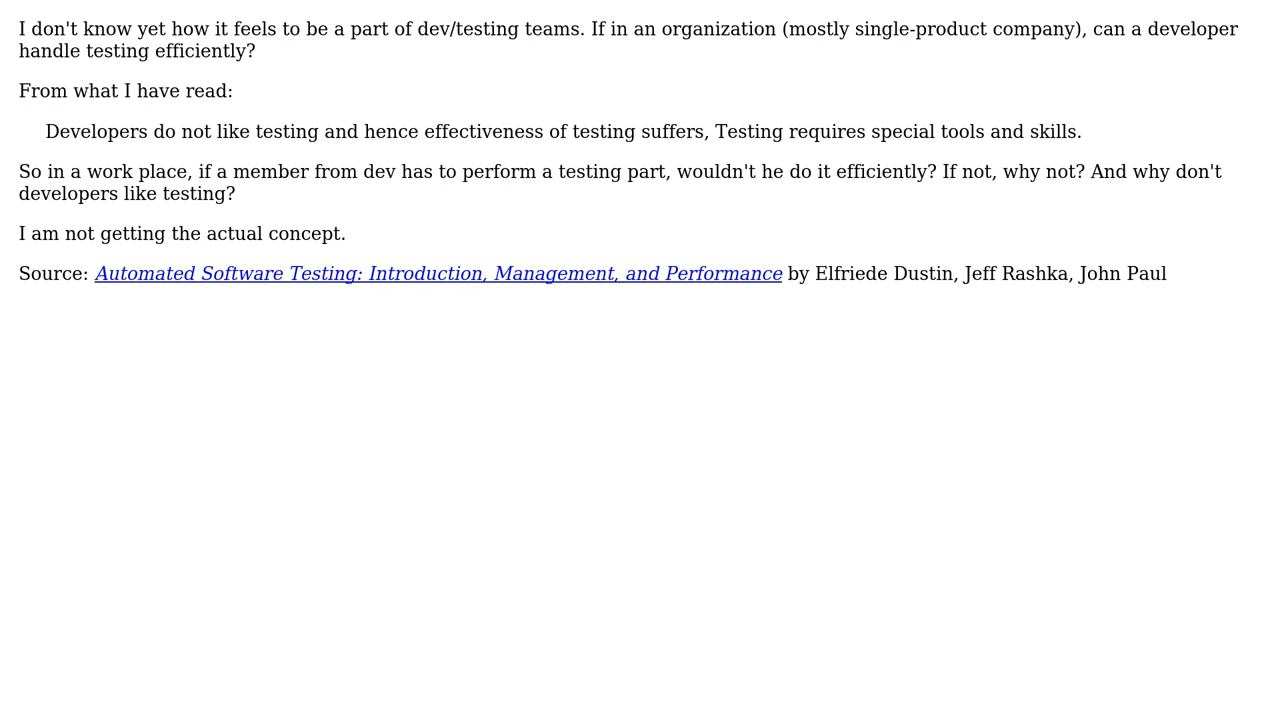 I don't know yet how it feels to be a part of dev/testing teams. If in an organization (mostly single-product company), can a developer
handle testing efficiently?
From what I have read:
Developers do not like testing and hence effectiveness of testing suffers, Testing requires special tools and skills.
So in a work place, if a member from dev has to perform a testing part, wouldn't he do it efficiently? If not, why not? And why don't
developers like testing?
I am not getting the actual concept.
Source: Automated Software Testing: Introduction, Management, and Performance by Elfriede Dustin, Jeff Rashka, John Paul